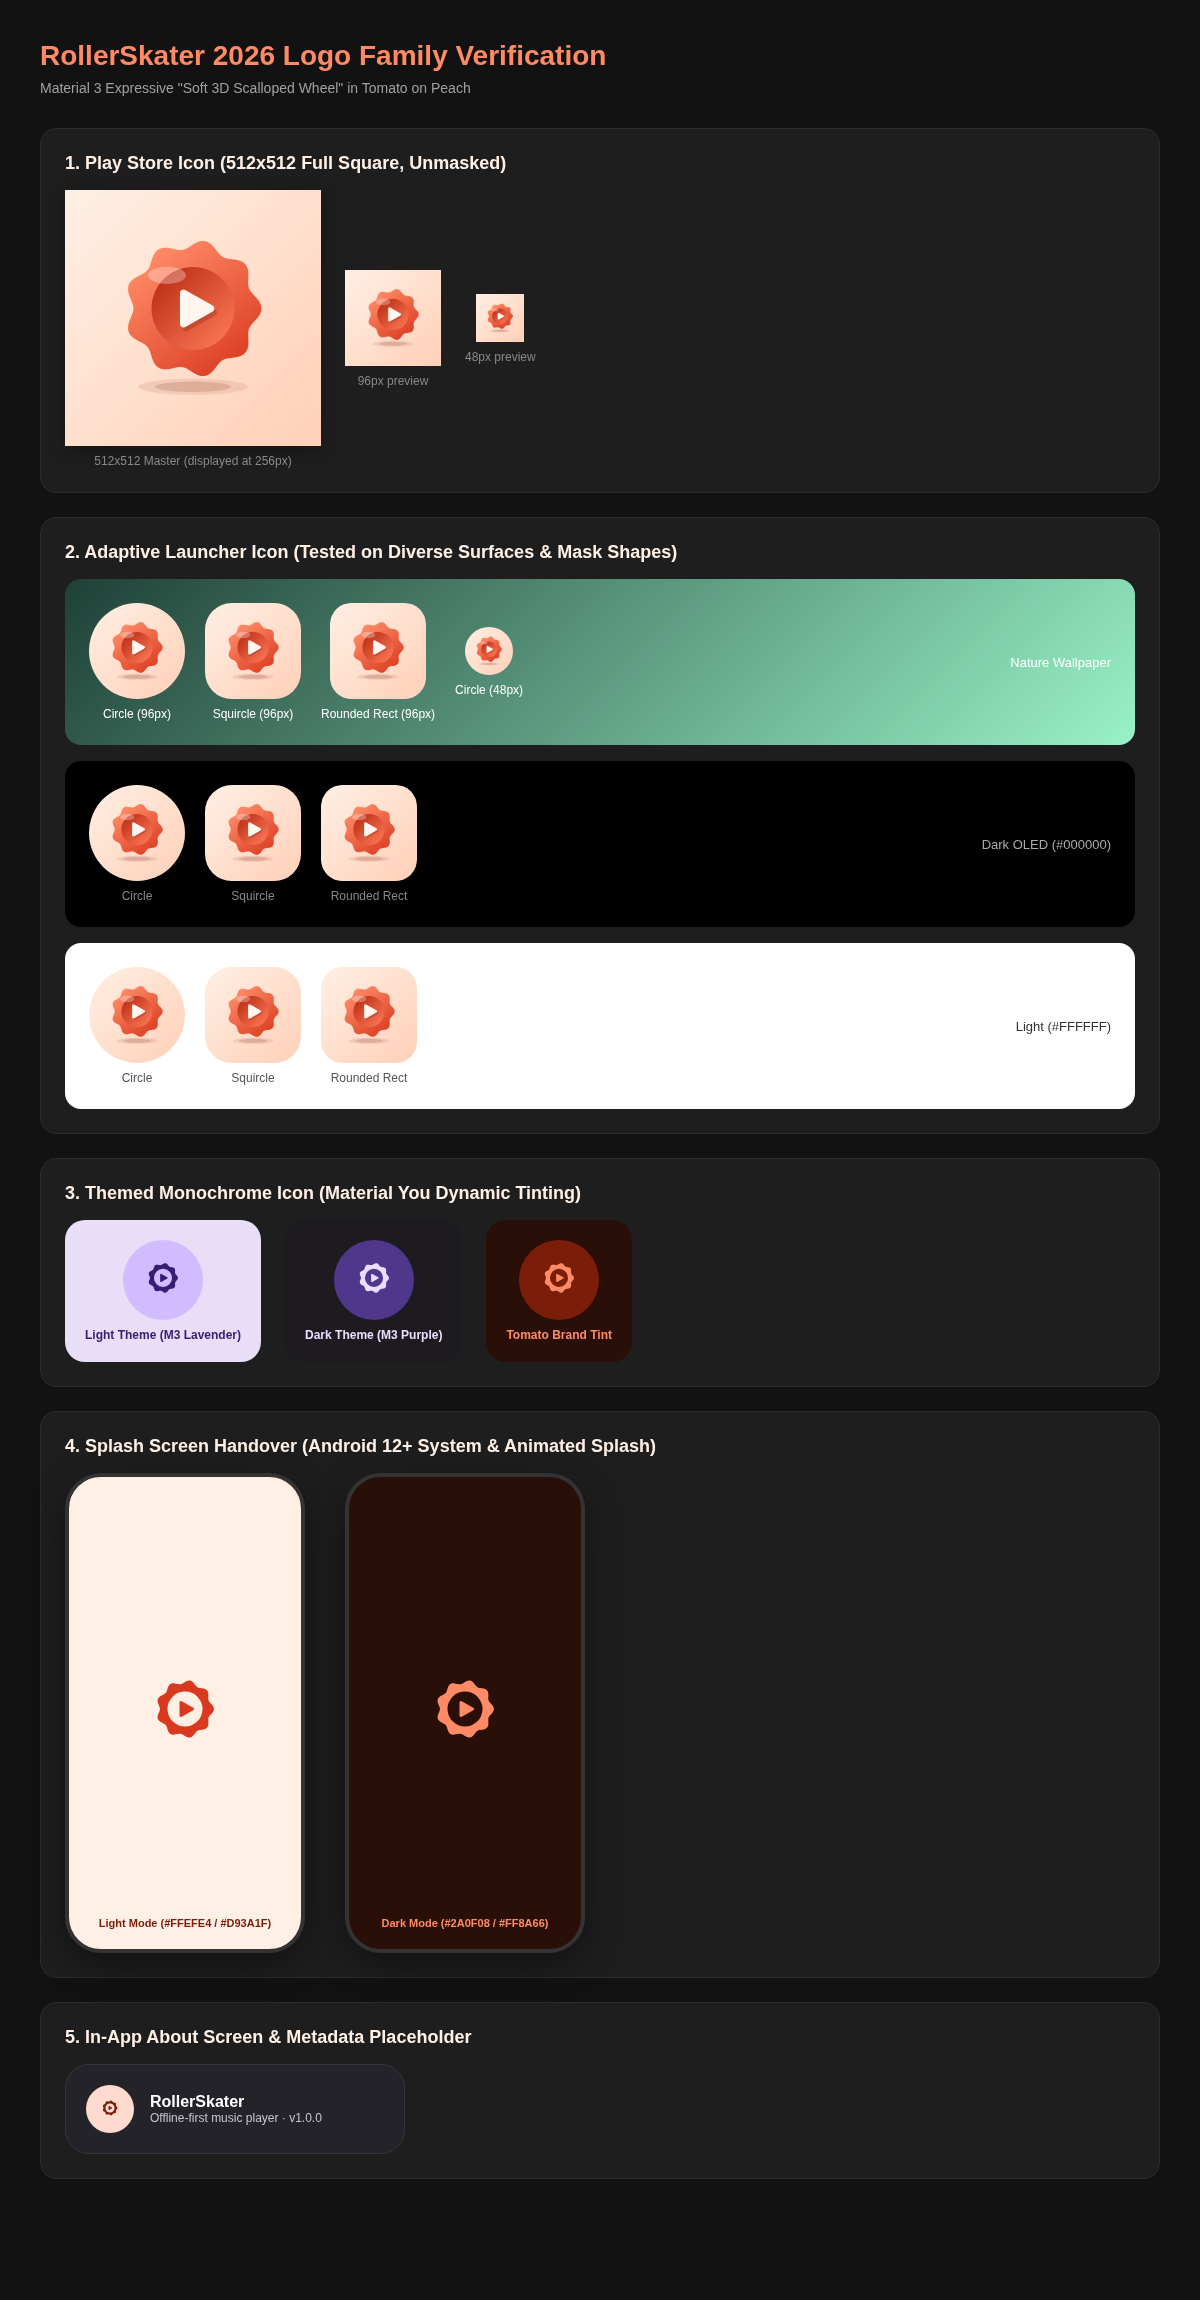 RollerSkater 2026 Logo Family Verification
Material 3 Expressive "Soft 3D Scalloped Wheel" in Tomato on Peach
1. Play Store Icon (512x512 Full Square, Unmasked)
512x512 Master (displayed at 256px)
96px preview
48px preview
2. Adaptive Launcher Icon (Tested on Diverse Surfaces & Mask Shapes)
Circle (96px)
Squircle (96px)
Rounded Rect (96px)
Circle (48px)
Nature Wallpaper
Circle
Squircle
Rounded Rect
Dark OLED (#000000)
Circle
Squircle
Rounded Rect
Light (#FFFFFF)
3. Themed Monochrome Icon (Material You Dynamic Tinting)
Light Theme (M3 Lavender)
Dark Theme (M3 Purple)
Tomato Brand Tint
4. Splash Screen Handover (Android 12+ System & Animated Splash)
Light Mode (#FFEFE4 / #D93A1F)
Dark Mode (#2A0F08 / #FF8A66)
5. In-App About Screen & Metadata Placeholder
RollerSkater
Offline-first music player · v1.0.0